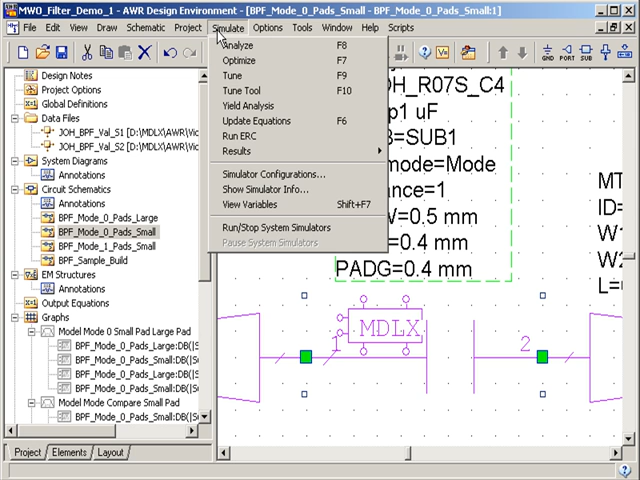 MWO_Filter_Demo_1 - AWR Design Environment - [BPF_Mode_0_Pads_Small - BPF_Mode_0_Pads_Small:1]
File Edit View Draw Schematic Project Simulate Options Tools Window Help Scripts
GND PORT V E
Design Notes
Project Options
Global Definitions
Data Files
JOH_BPF_Val_S1 [D:\MDLX\AWR\Vic
JOH_BPF_Val_S2 [D:\MDLX\AWR\Vic
System Diagrams
Annotations
Circuit Schematics
Annotations
BPF_Mode_0_Pads_Large
BPF_Mode_0_Pads_Small
BPF_Mode_1_Pads_Small
BPF_Sample_Build
EM Structures
Annotations
Output Equations
Graphs
Model Mode 0 Small Pad Large Pad
BPF_Mode_0_Pads_Large:DB(|S
BPF_Mode_0_Pads_Small:DB(|S
BPF_Mode_0_Pads_Large:DB(|S
BPF_Mode_0_Pads_Small:DB(|S
Model Mode Compare Small Pad
BPF_Mode_0_Pads_Small:DB(|S
Project Elements Layout
Analyze F8
Optimize F7
Tune F9
Tune Tool F10
Yield Analysis
Update Equations F6
Run ERC
Results
Simulator Configurations...
Show Simulator Info...
View Variables Shift+F7
Run/Stop System Simulators
Pause System Simulators
OH_R07S_C4
p1 uF
B=SUB1
mode=Mode
ance=1
W=0.5 mm
=0.4 mm
PADG=0.4 mm
MT
ID=
W1
W2
L=
MDLX
1
2